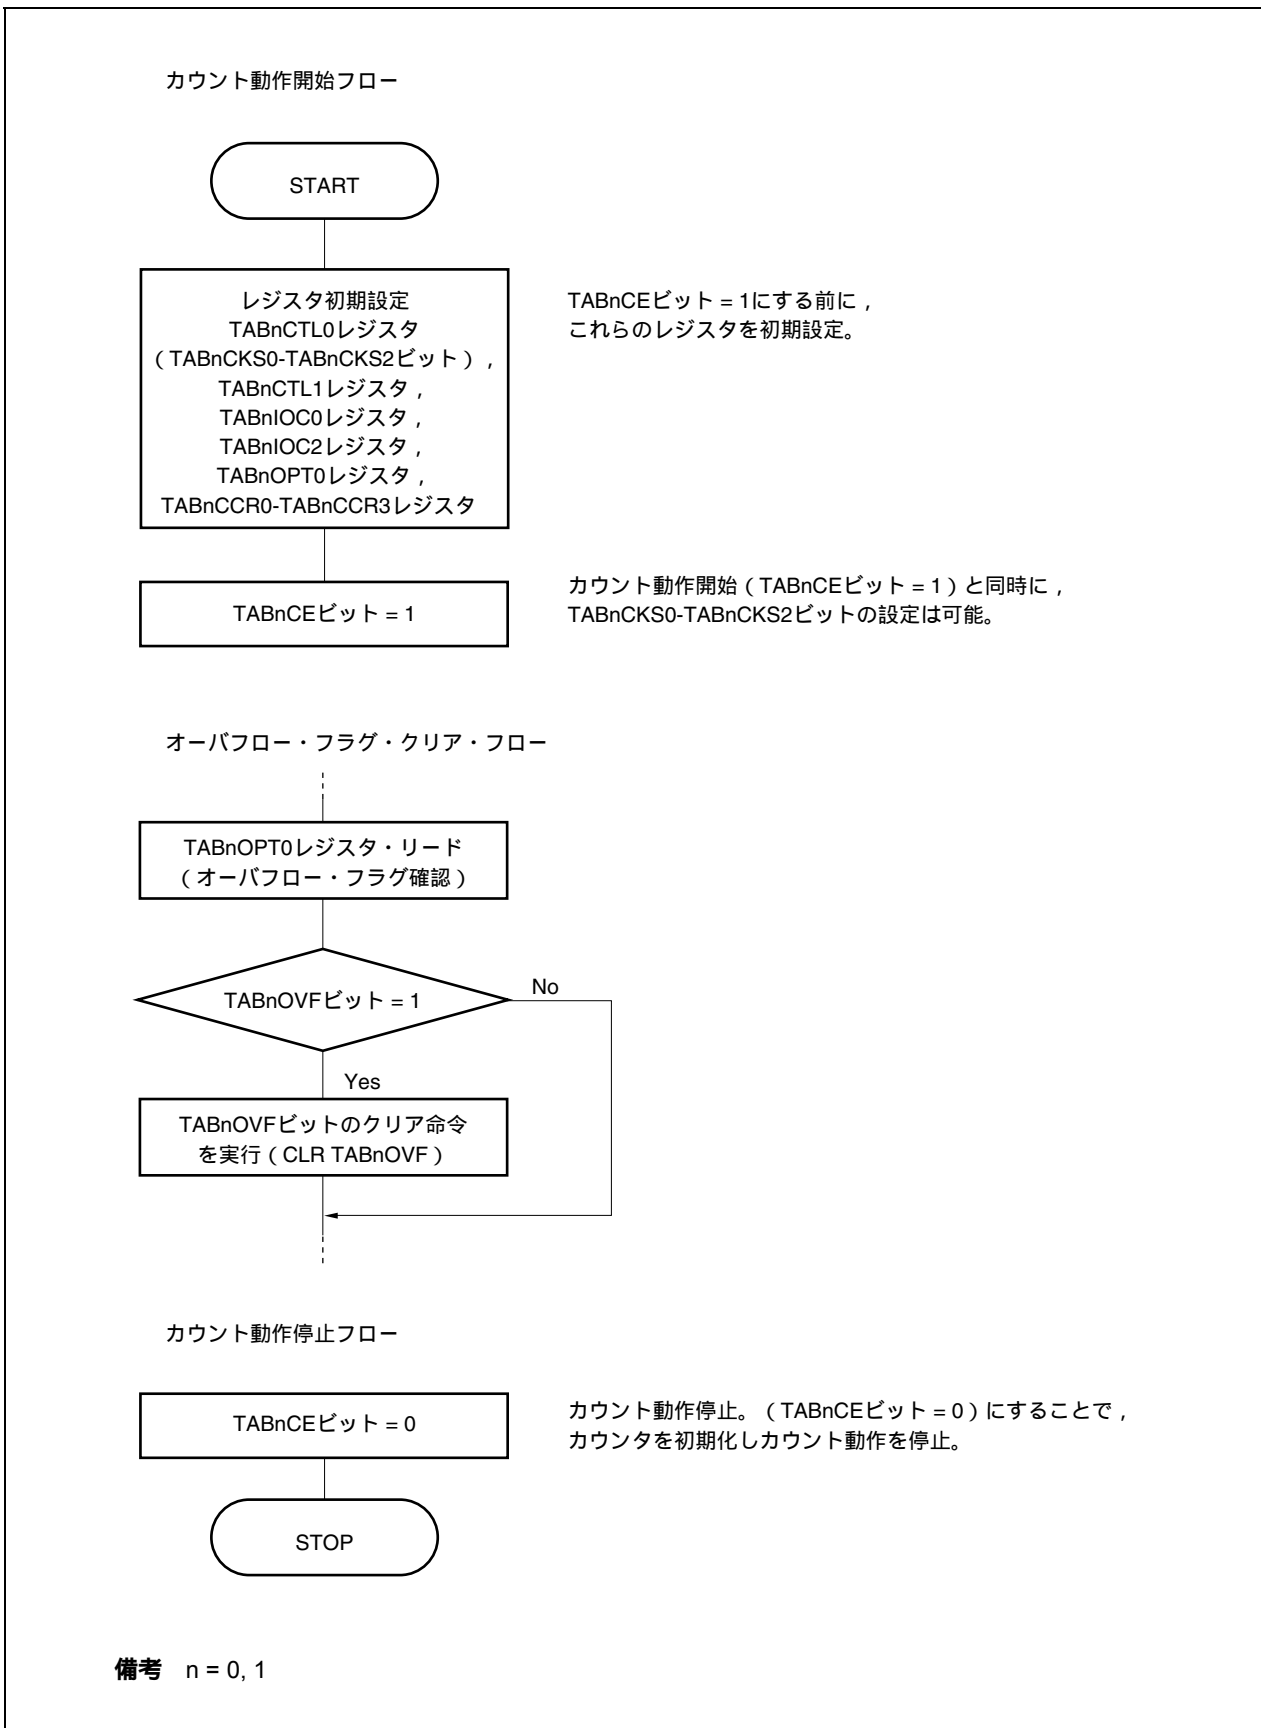 カウント動作開始フロー
START
レジスタ初期設定
TABnCTL0レジスタ
（TABnCKS0-TABnCKS2ビット），
TABnCTL1レジスタ，
TABnIOC0レジスタ，
TABnIOC2レジスタ，
TABnOPT0レジスタ，
TABnCCR0-TABnCCR3レジスタ
TABnCEビット = 1にする前に，
これらのレジスタを初期設定。
TABnCEビット = 1
カウント動作開始（TABnCEビット = 1）と同時に，
TABnCKS0-TABnCKS2ビットの設定は可能。
オーバフロー・フラグ・クリア・フロー
TABnOPT0レジスタ・リード
（オーバフロー・フラグ確認）
TABnOVFビット = 1
No
Yes
TABnOVFビットのクリア命令
を実行（CLR TABnOVF）
カウント動作停止フロー
TABnCEビット = 0
カウント動作停止。（TABnCEビット = 0）にすることで，
カウンタを初期化しカウント動作を停止。
STOP
備考　n = 0, 1